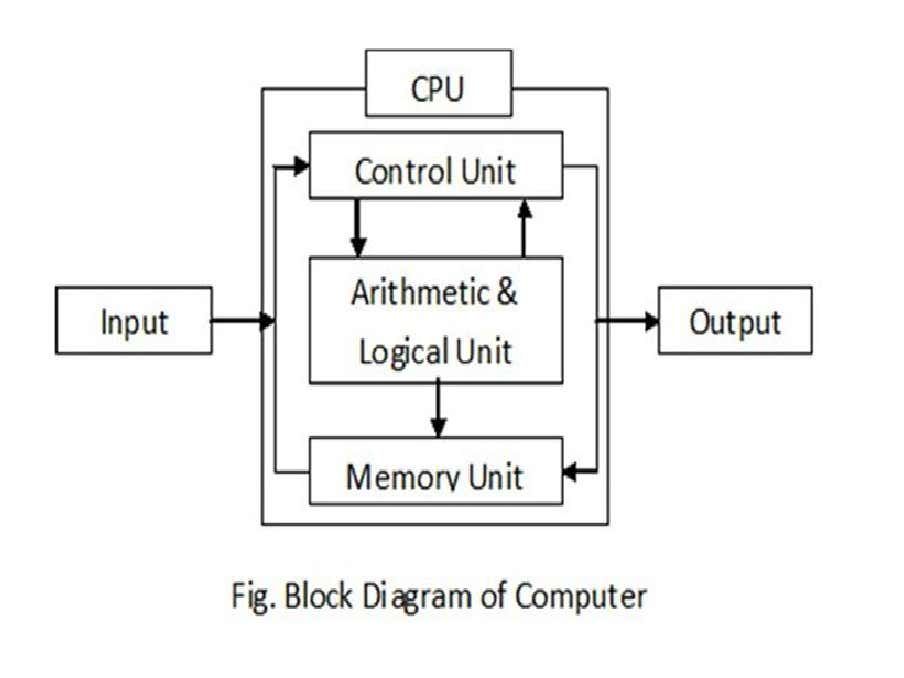 CPU
Control Unit
Arithmetic &
Logical Unit
Input
Output
Memory Unit
Fig. Block Diagram of Computer